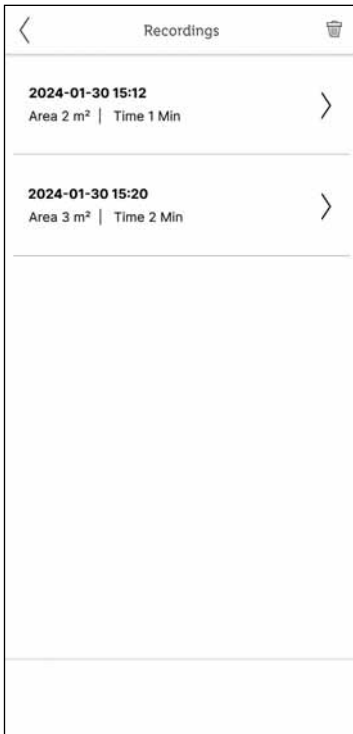 Recordings
2024-01-30 15:12
Area 2 m² | Time 1 Min
2024-01-30 15:20
Area 3 m² | Time 2 Min